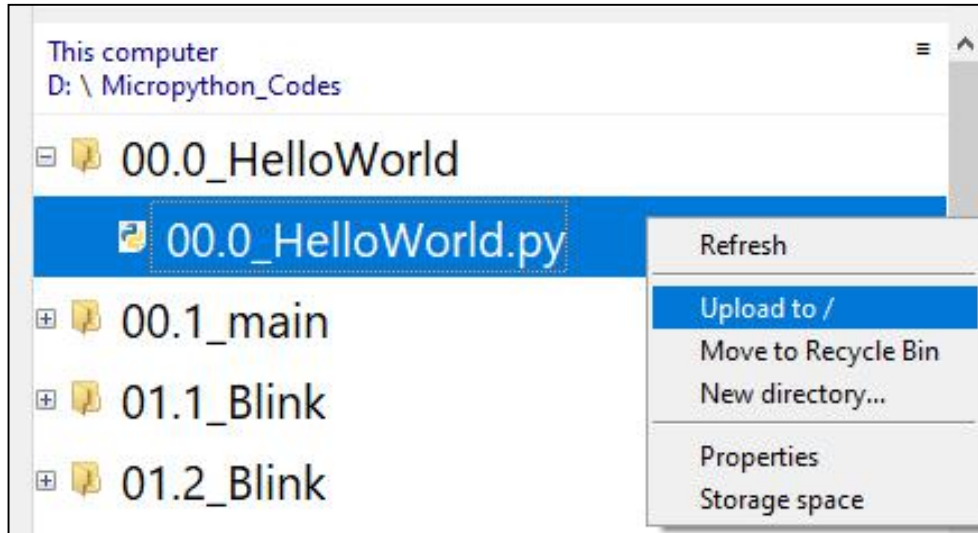 This computer
D: \ Micropython_Codes
00.0_HelloWorld
00.0_HelloWorld.py
00.1_main
01.1_Blink
01.2_Blink
Refresh
Upload to /
Move to Recycle Bin
New directory...
Properties
Storage space